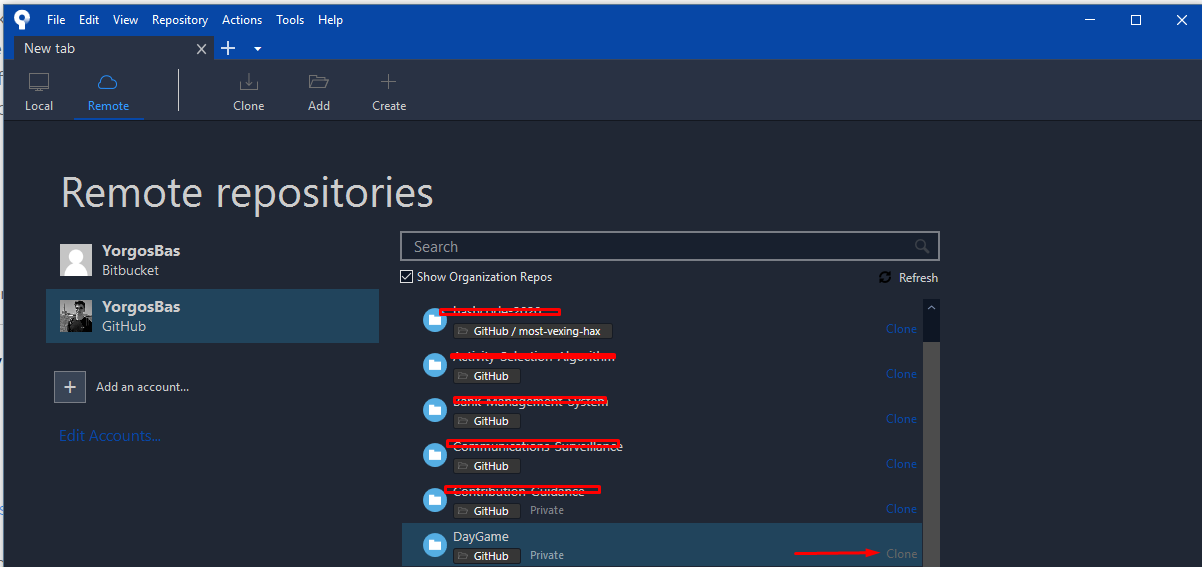 File Edit View Repository Actions Tools Help
New tab
Local Remote Clone Add Create
Remote repositories
YorgosBas
Bitbucket
YorgosBas
GitHub
Add an account...
Edit Accounts...
Search
Show Organization Repos Refresh
hashcode-2020
GitHub / most-vexing-hax
Clone
Activity-Selection-Algorithm
GitHub
Clone
Bank-Management-System
GitHub
Clone
Communications-Surveillance
GitHub
Clone
Contribution-Guidance
GitHub Private
Clone
DayGame
GitHub Private
Clone